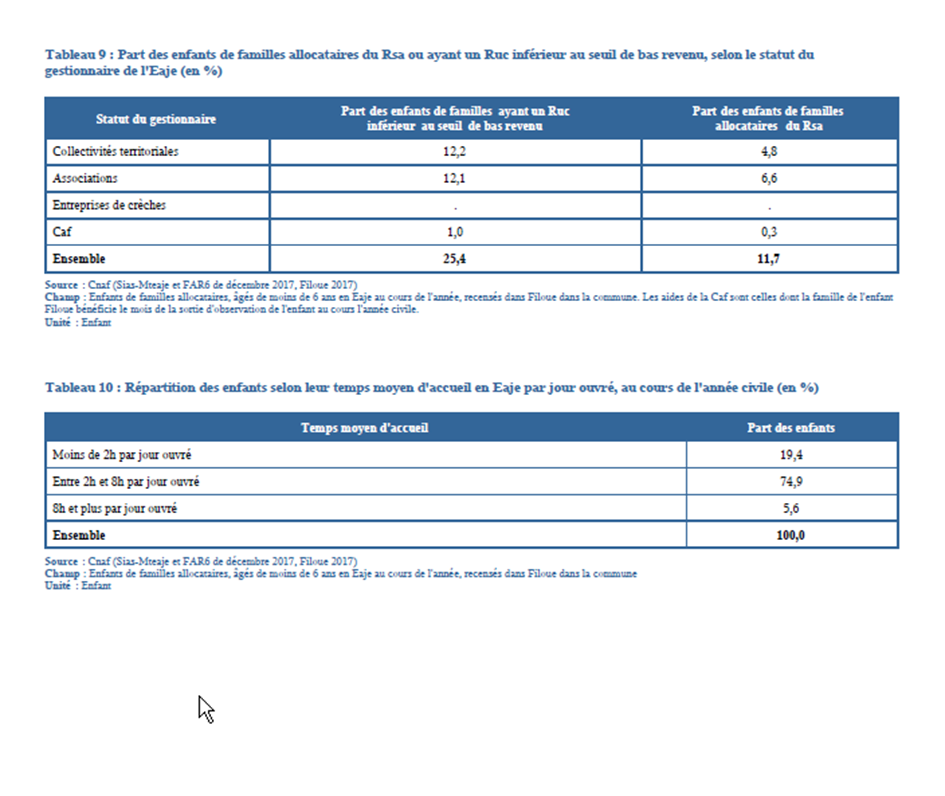 Tableau 9 : Part des enfants de familles allocataires du Rsa ou ayant un Ruc inférieur au seuil de bas revenu, selon le statut du
gestionnaire de l'Eaje (en %)
Statut du gestionnaire
Part des enfants de familles ayant un Ruc
inférieur au seuil de bas revenu
Part des enfants de familles
allocataires du Rsa
Collectivités territoriales 12,2 4,8
Associations 12,1 6,6
Entreprises de crèches . .
Caf 1,0 0,3
Ensemble 25,4 11,7
Source : Cnaf (Sias-Mteaje et FAR6 de décembre 2017, Filoue 2017)
Champ : Enfants de familles allocataires, âgés de moins de 6 ans en Eaje au cours de l'année, recensés dans Filoue dans la commune. Les aides de la Caf sont celles dont la famille de l'enfant
Filoue bénéficie le mois de la sortie d'observation de l'enfant au cours l'année civile.
Unité : Enfant
Tableau 10 : Répartition des enfants selon leur temps moyen d'accueil en Eaje par jour ouvré, au cours de l'année civile (en %)
Temps moyen d'accueil Part des enfants
Moins de 2h par jour ouvré 19,4
Entre 2h et 8h par jour ouvré 74,9
8h et plus par jour ouvré 5,6
Ensemble 100,0
Source : Cnaf (Sias-Mteaje et FAR6 de décembre 2017, Filoue 2017)
Champ : Enfants de familles allocataires, âgés de moins de 6 ans en Eaje au cours de l'année, recensés dans Filoue dans la commune
Unité : Enfant